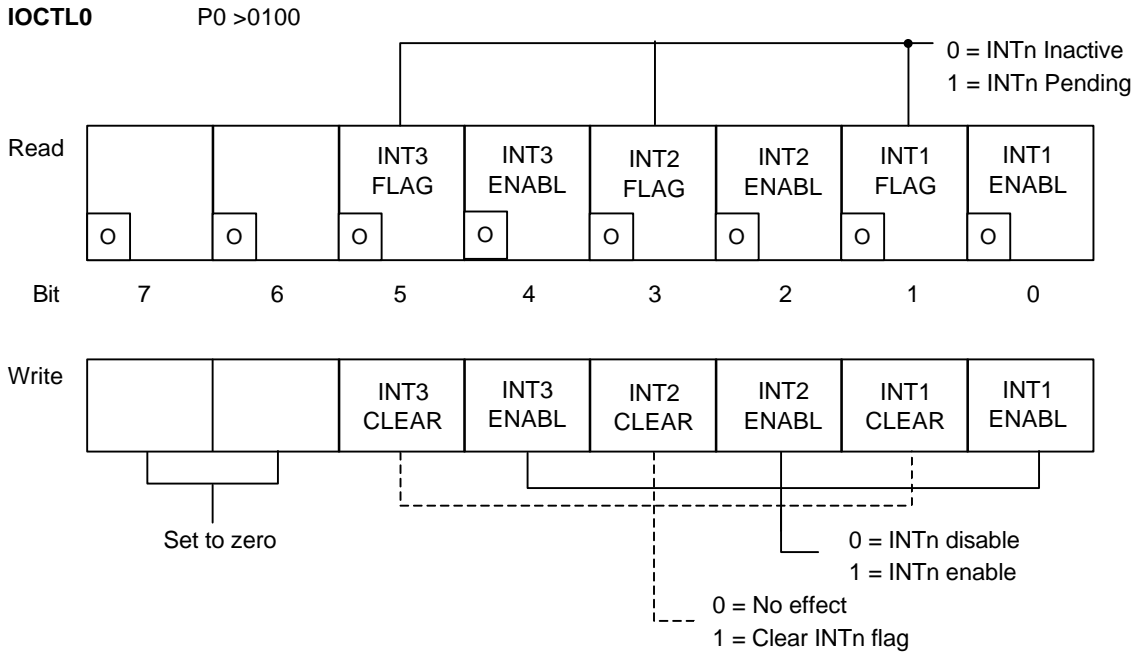 IOCTL0 P0 >0100
0 = INTn Inactive
1 = INTn Pending
Read
INT3 FLAG
INT3 ENABL
INT2 FLAG
INT2 ENABL
INT1 FLAG
INT1 ENABL
O O O O O O O O
Bit 7 6 5 4 3 2 1 0
Write
INT3 CLEAR
INT3 ENABL
INT2 CLEAR
INT2 ENABL
INT1 CLEAR
INT1 ENABL
Set to zero
0 = INTn disable
1 = INTn enable
0 = No effect
1 = Clear INTn flag